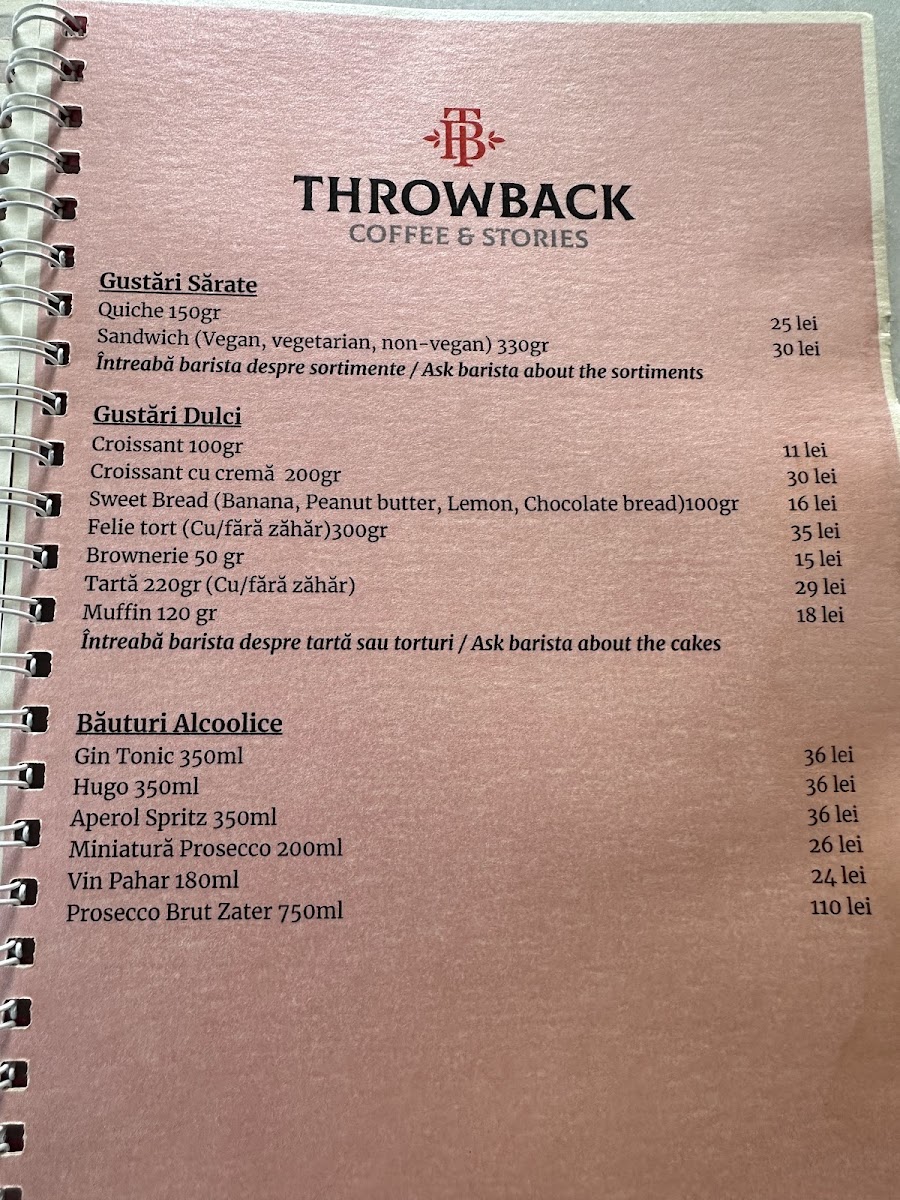 TB
THROWBACK
COFFEE & STORIES
Gustări Sărate
Quiche 150gr 25 lei
Sandwich (Vegan, vegetarian, non-vegan) 330gr 30 lei
Întreabă barista despre sortimente / Ask barista about the sortiments
Gustări Dulci
Croissant 100gr 11 lei
Croissant cu cremă 200gr 30 lei
Sweet Bread (Banana, Peanut butter, Lemon, Chocolate bread)100gr 16 lei
Felie tort (Cu/fără zăhăr)300gr 35 lei
Brownerie 50 gr 15 lei
Tartă 220gr (Cu/fără zăhăr) 29 lei
Muffin 120 gr 18 lei
Întreabă barista despre tartă sau torturi / Ask barista about the cakes
Băuturi Alcoolice
Gin Tonic 350ml 36 lei
Hugo 350ml 36 lei
Aperol Spritz 350ml 36 lei
Miniatură Prosecco 200ml 26 lei
Vin Pahar 180ml 24 lei
Prosecco Brut Zater 750ml 110 lei